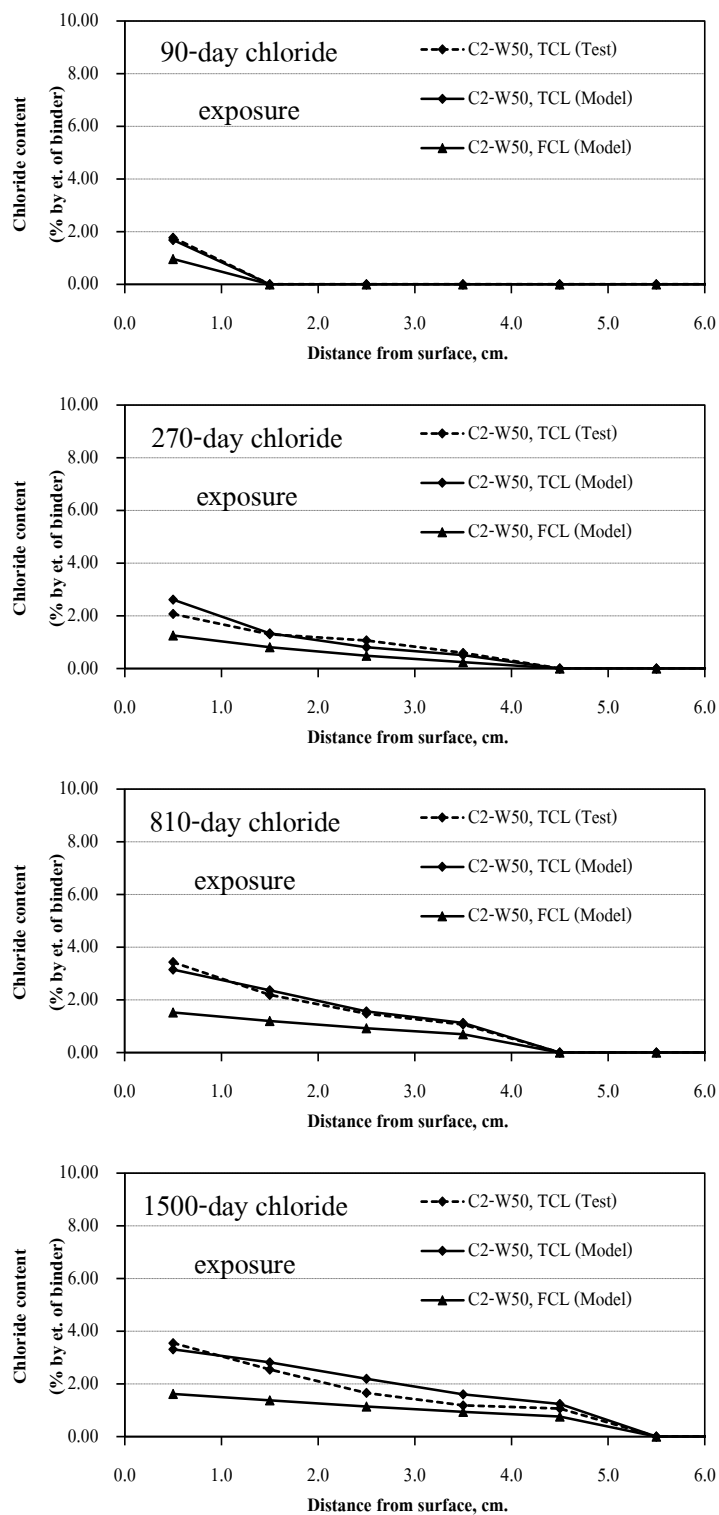 10.00
8.00
6.00
4.00
2.00
0.00
Chloride content
(% by et. of binder)
90-day chloride
exposure
C2-W50, TCL (Test)
C2-W50, TCL (Model)
C2-W50, FCL (Model)
0.0 1.0 2.0 3.0 4.0 5.0 6.0
Distance from surface, cm.
10.00
8.00
6.00
4.00
2.00
0.00
Chloride content
(% by et. of binder)
270-day chloride
exposure
C2-W50, TCL (Test)
C2-W50, TCL (Model)
C2-W50, FCL (Model)
0.0 1.0 2.0 3.0 4.0 5.0 6.0
Distance from surface, cm.
10.00
8.00
6.00
4.00
2.00
0.00
Chloride content
(% by et. of binder)
810-day chloride
exposure
C2-W50, TCL (Test)
C2-W50, TCL (Model)
C2-W50, FCL (Model)
0.0 1.0 2.0 3.0 4.0 5.0 6.0
Distance from surface, cm.
10.00
8.00
6.00
4.00
2.00
0.00
Chloride content
(% by et. of binder)
1500-day chloride
exposure
C2-W50, TCL (Test)
C2-W50, TCL (Model)
C2-W50, FCL (Model)
0.0 1.0 2.0 3.0 4.0 5.0 6.0
Distance from surface, cm.